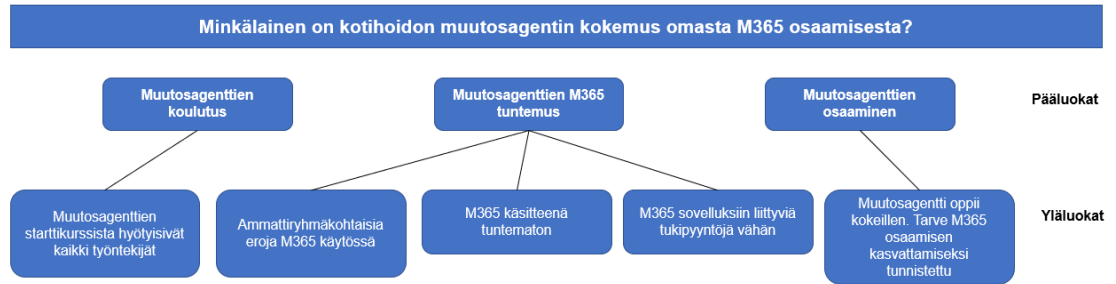 Minkälainen on kotihoidon muutosagentin kokemus omasta M365 osaamisesta?
Muutosagenttien
koulutus
Muutosagenttien M365
tuntemus
Muutosagenttien
osaaminen
Pääluokat
Muutosagenttien
starttikurssista hyötyisivät
kaikki työntekijät
Ammattiryhmäkohtaisia
eroja M365 käytössä
M365 käsitteenä
tuntematon
M365 sovelluksiin liittyviä
tukipyyntöjä vähän
Muutosagentti oppii
kokeillen. Tarve M365
osaamisen
kasvattamiseksi
tunnistettu
Yläluokat